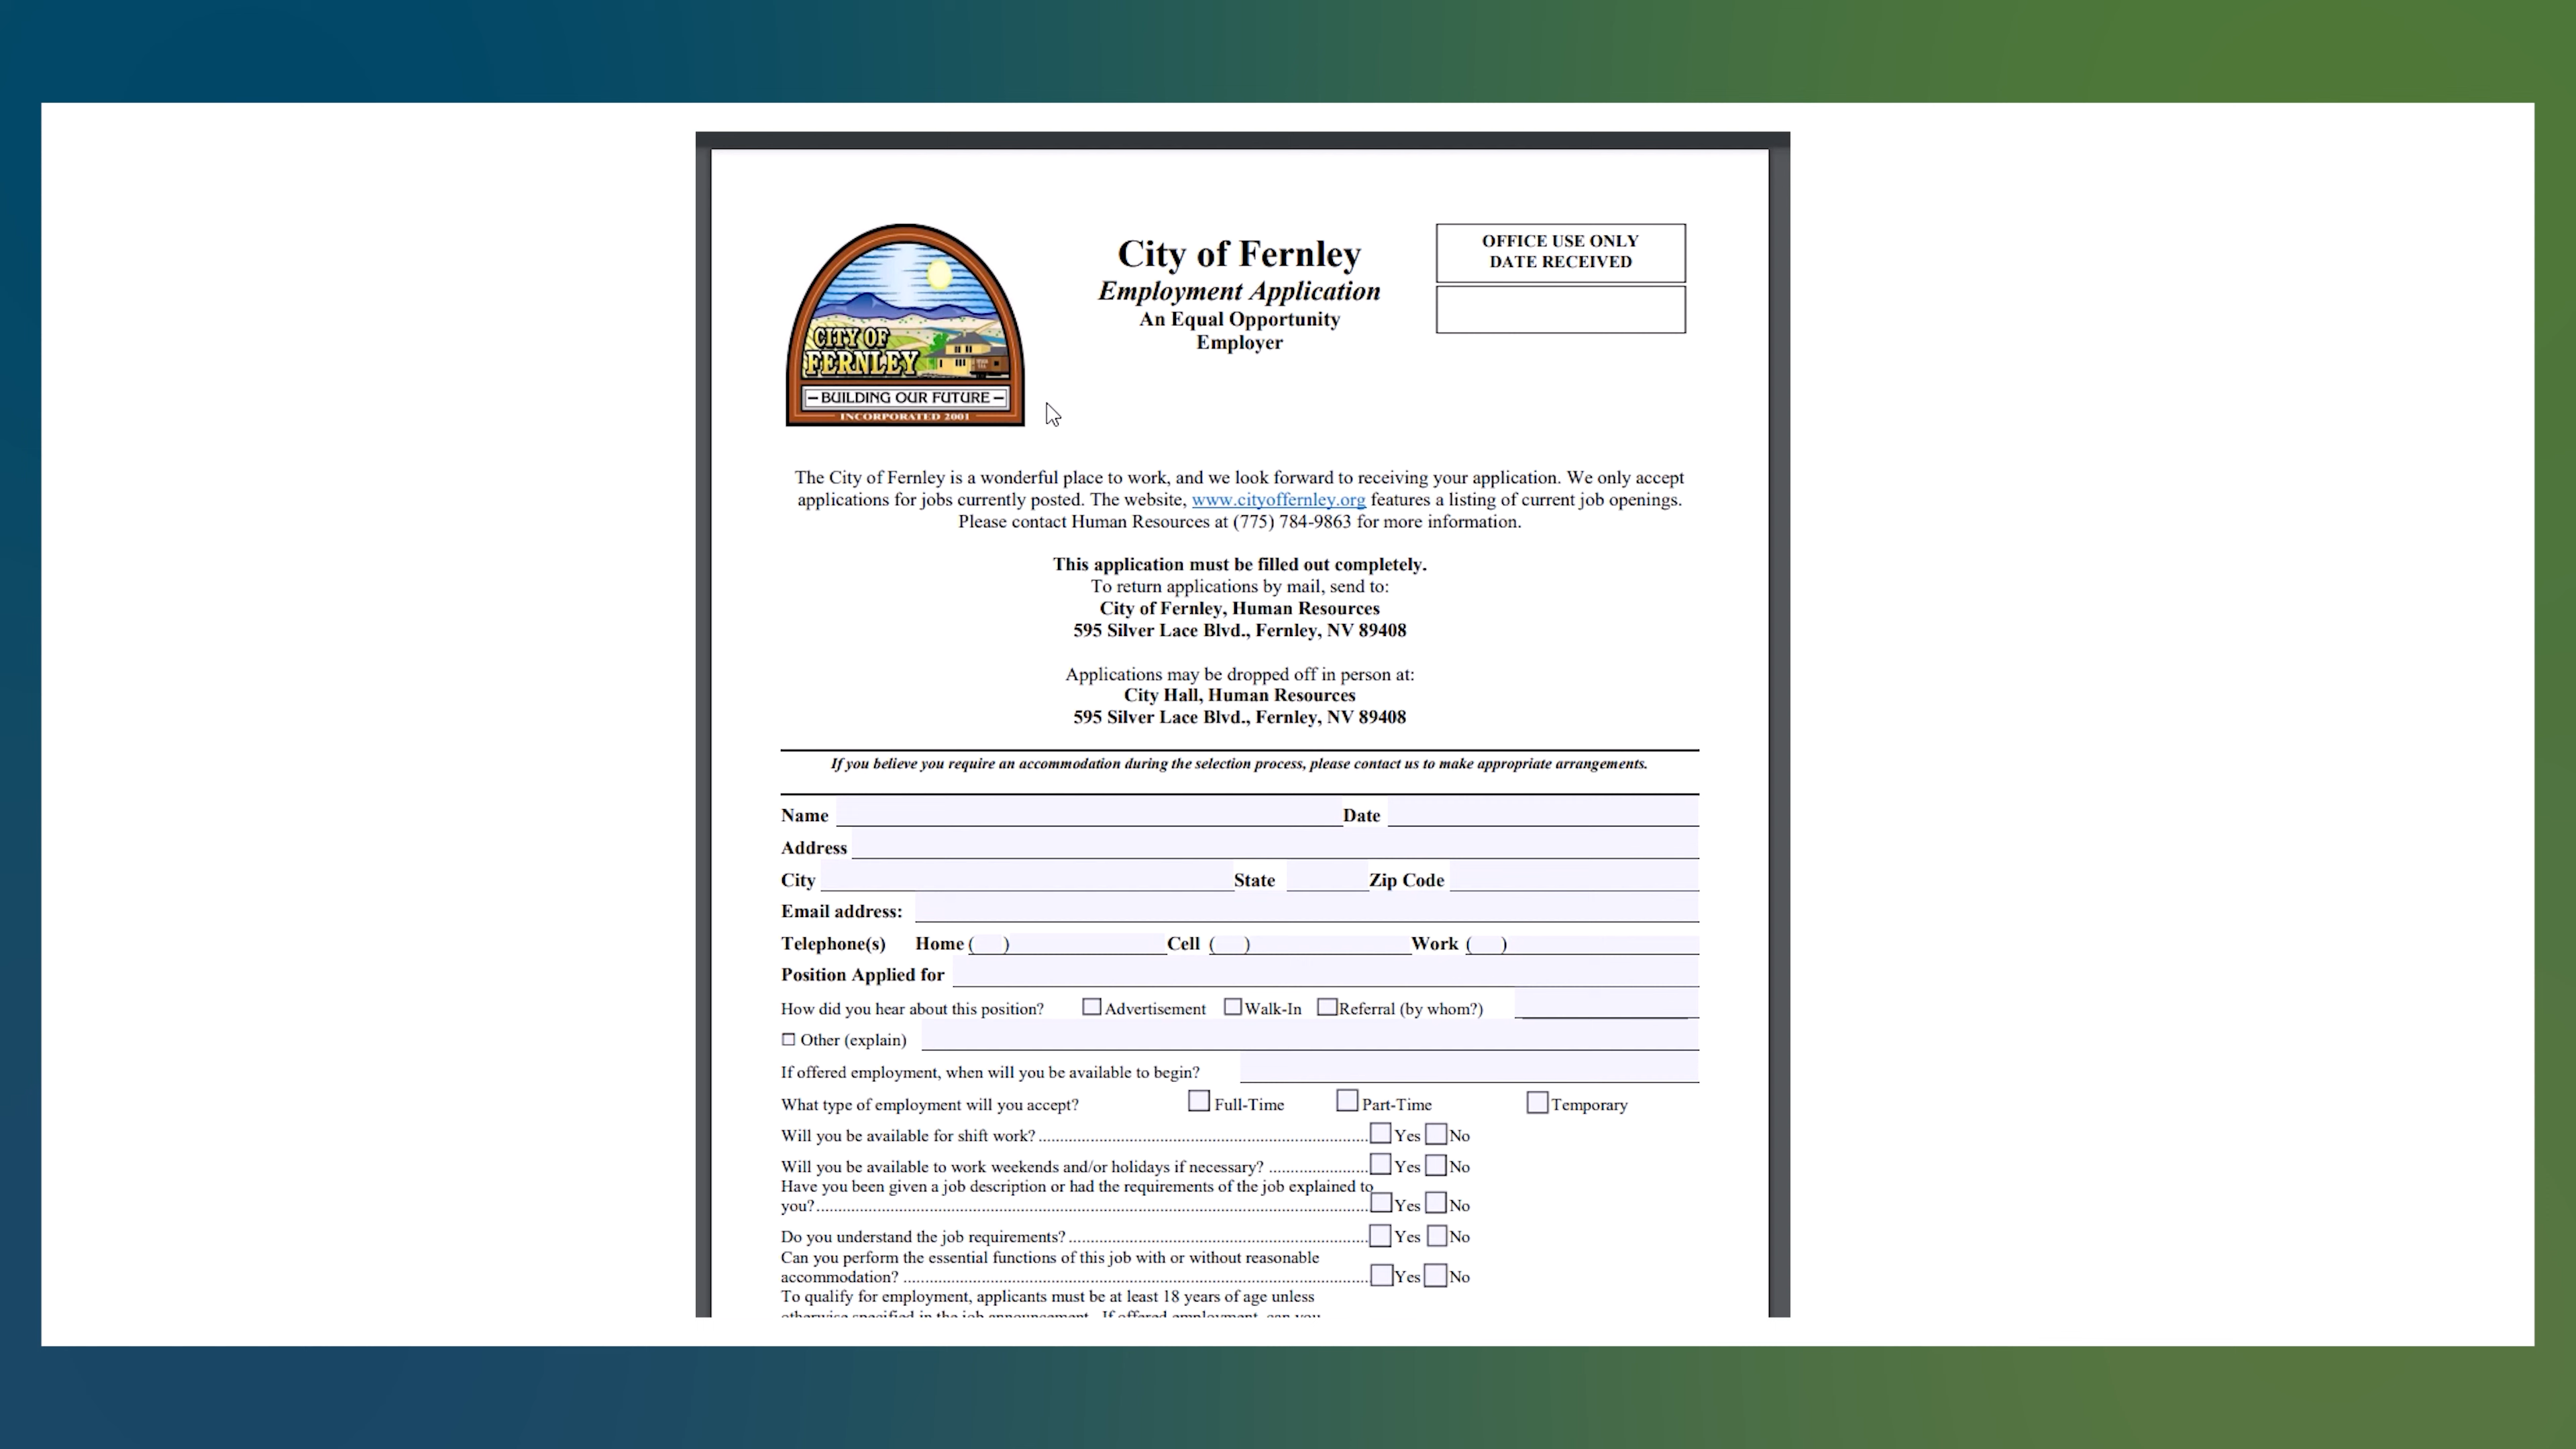 CITY OF
FERNLEY
– BUILDING OUR FUTURE –
INCORPORATED 2001
City of Fernley
Employment Application
An Equal Opportunity
Employer
OFFICE USE ONLY
DATE RECEIVED
The City of Fernley is a wonderful place to work, and we look forward to receiving your application. We only accept
applications for jobs currently posted. The website, www.cityoffernley.org features a listing of current job openings.
Please contact Human Resources at (775) 784-9863 for more information.
This application must be filled out completely.
To return applications by mail, send to:
City of Fernley, Human Resources
595 Silver Lace Blvd., Fernley, NV 89408
Applications may be dropped off in person at:
City Hall, Human Resources
595 Silver Lace Blvd., Fernley, NV 89408
If you believe you require an accommodation during the selection process, please contact us to make appropriate arrangements.
Name Date
Address
City State Zip Code
Email address:
Telephone(s) Home ( ) Cell ( ) Work ( )
Position Applied for
How did you hear about this position? Advertisement Walk-In Referral (by whom?)
Other (explain)
If offered employment, when will you be available to begin?
What type of employment will you accept? Full-Time Part-Time Temporary
Will you be available for shift work? Yes No
Will you be available to work weekends and/or holidays if necessary? Yes No
Have you been given a job description or had the requirements of the job explained to
you? Yes No
Do you understand the job requirements? Yes No
Can you perform the essential functions of this job with or without reasonable
accommodation? Yes No
To qualify for employment, applicants must be at least 18 years of age unless
otherwise specified in the job announcement. If offered employment, can you